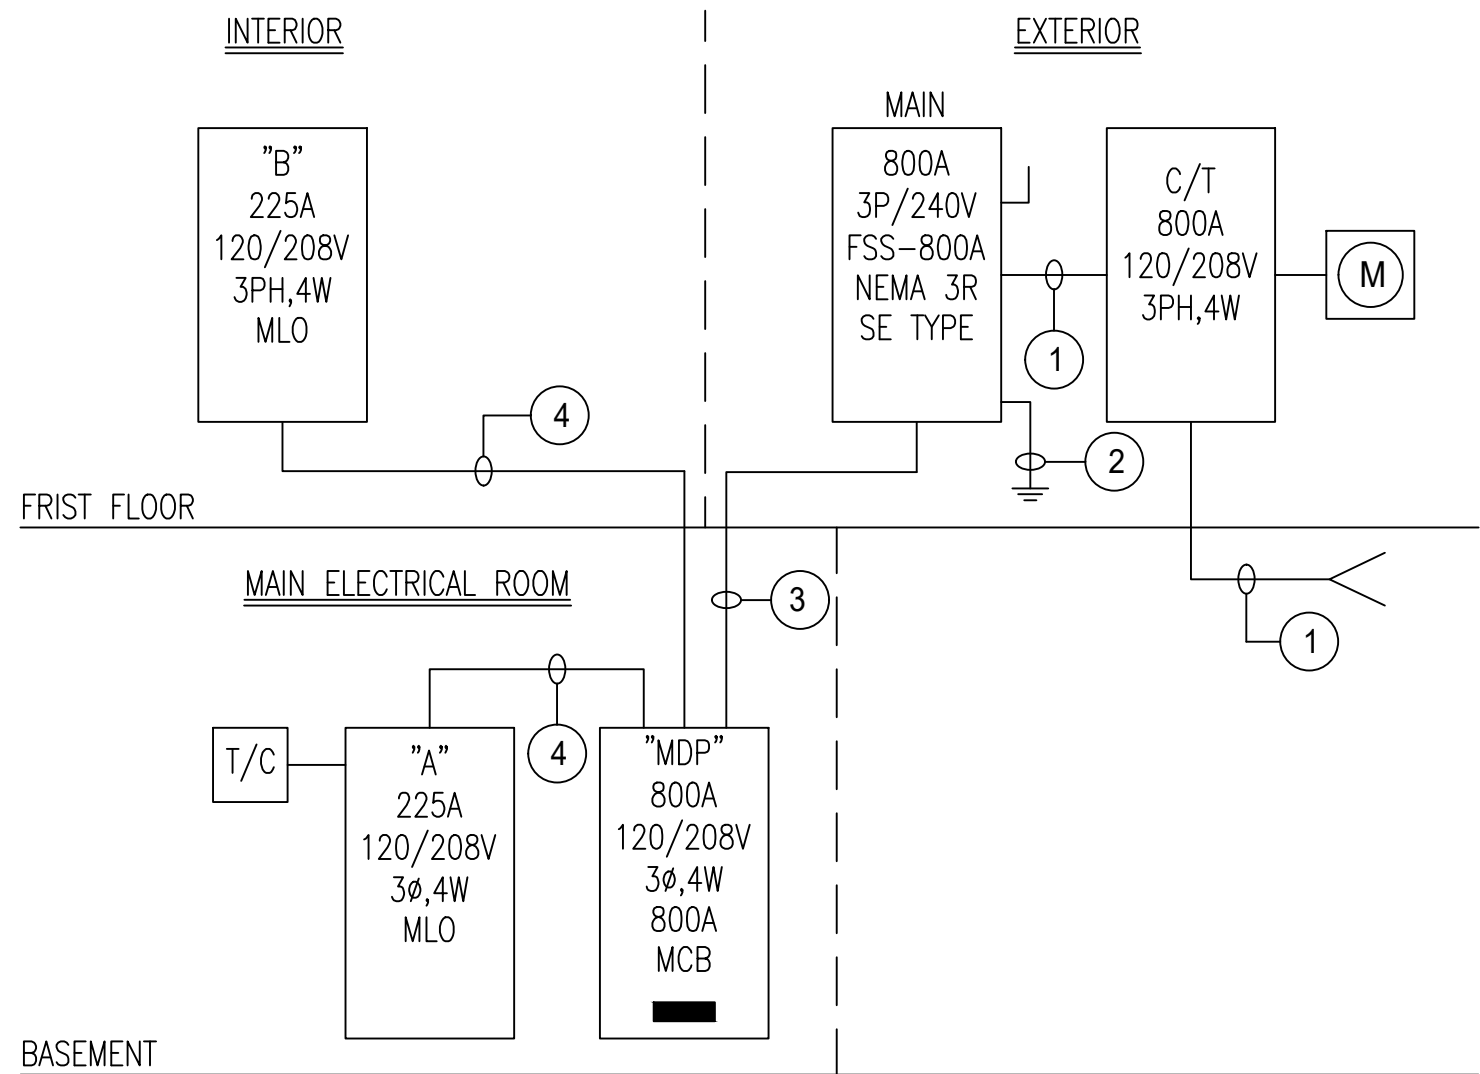 INTERIOR
EXTERIOR
"B"
225A
120/208V
3PH,4W
MLO
MAIN
800A
3P/240V
FSS-800A
NEMA 3R
SE TYPE
C/T
800A
120/208V
3PH,4W
M
1
4
2
FRIST FLOOR
MAIN ELECTRICAL ROOM
3
1
T/C
"A"
225A
120/208V
3ø,4W
MLO
4
"MDP"
800A
120/208V
3ø,4W
800A
MCB
BASEMENT